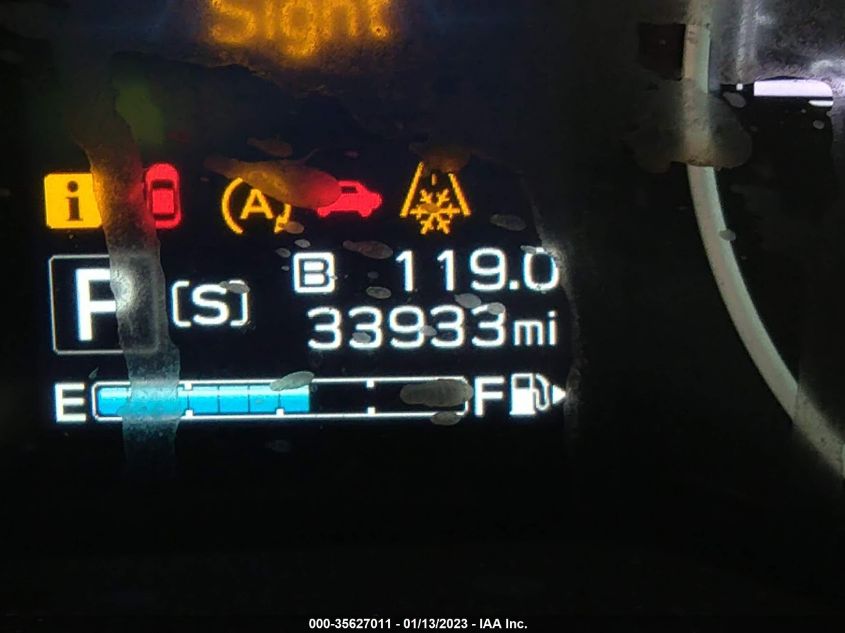 Sight
i
A
P [S] B 119.0
33933mi
E F
000-35627011 - 01/13/2023 - IAA Inc.